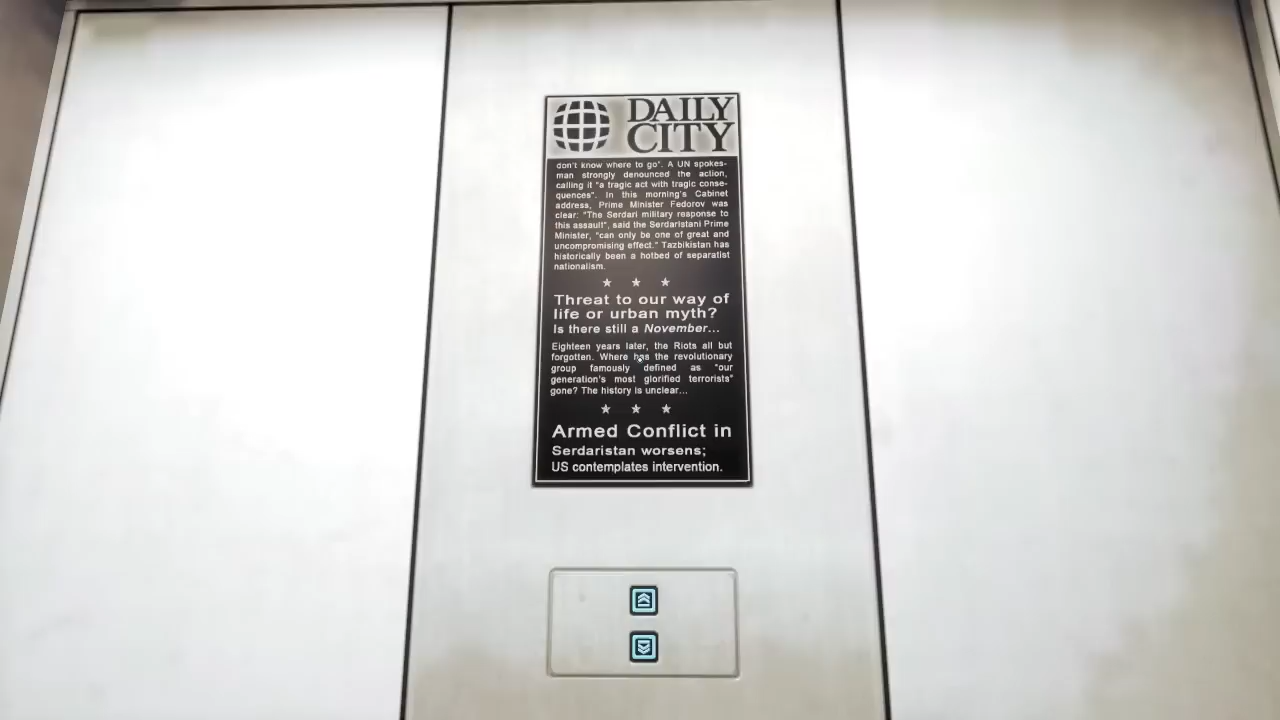 DAILY
CITY
don't know where to go". A UN spokes-
man strongly denounced the action,
calling it "a tragic act with tragic conse-
quences". In this morning's Cabinet
address, Prime Minister Fedorov was
clear: "The Serdari military response to
this assault", said the Serdaristani Prime
Minister, "can only be one of great and
uncompromising effect." Tazbikistan has
historically been a hotbed of separatist
nationalism.
Threat to our way of
life or urban myth?
Is there still a November...
Eighteen years later, the Riots all but
forgotten. Where has the revolutionary
group famously defined as "our
generation's most glorified terrorists"
gone? The history is unclear...
Armed Conflict in
Serdaristan worsens;
US contemplates intervention.